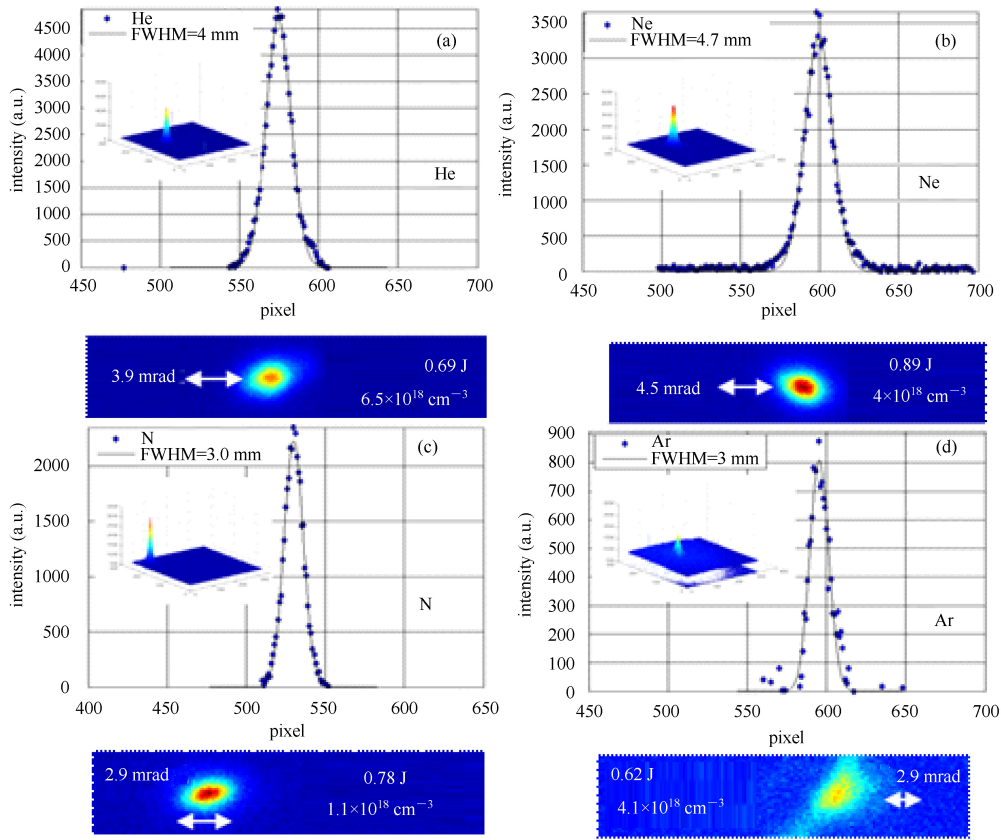 He
FWHM=4 mm
(a)
4500
4000
3500
3000
2500
2000
1500
1000
500
0
intensity (a.u.)
He
450
500
550
600
650
700
pixel
3.9 mrad
0.69 J
6.5×10¹⁸ cm⁻³
Ne
FWHM=4.7 mm
(b)
3500
3000
2500
2000
1500
1000
500
0
intensity (a.u.)
Ne
450
500
550
600
650
700
pixel
4.5 mrad
0.89 J
4×10¹⁸ cm⁻³
N
FWHM=3.0 mm
(c)
2000
1500
1000
500
0
intensity (a.u.)
N
400
450
500
550
600
650
pixel
2.9 mrad
0.78 J
1.1×10¹⁸ cm⁻³
Ar
FWHM=3 mm
(d)
900
800
700
600
500
400
300
200
100
0
intensity (a.u.)
Ar
450
500
550
600
650
700
pixel
0.62 J
2.9 mrad
4.1×10¹⁸ cm⁻³